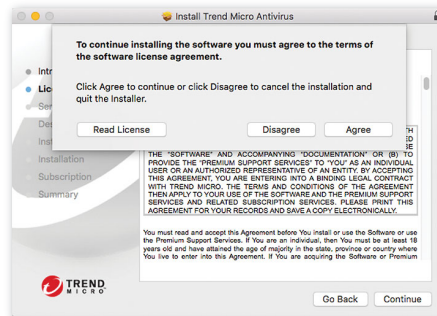 Install Trend Micro Antivirus
To continue installing the software you must agree to the terms of
the software license agreement.
Click Agree to continue or click Disagree to cancel the installation and
quit the Installer.
Read License
Disagree
Agree
Intr
Lic
Ser
Des
Inst
Installation
Subscription
Summary
THE "SOFTWARE" AND ACCOMPANYING "DOCUMENTATION" OR (B) TO
PROVIDE THE "PREMIUM SUPPORT SERVICES" TO "YOU" AS AN INDIVIDUAL
USER OR AN AUTHORIZED REPRESENTATIVE OF AN ENTITY. BY ACCEPTING
THIS AGREEMENT, YOU ARE ENTERING INTO A BINDING LEGAL CONTRACT
WITH TREND MICRO. THE TERMS AND CONDITIONS OF THE AGREEMENT
THEN APPLY TO YOUR USE OF THE SOFTWARE AND THE PREMIUM SUPPORT
SERVICES AND RELATED SUBSCRIPTION SERVICES. PLEASE PRINT THIS
AGREEMENT FOR YOUR RECORDS AND SAVE A COPY ELECTRONICALLY.
You must read and accept this Agreement before You install or use the Software or use
the Premium Support Services. If You are an individual, then You must be at least 18
years old and have attained the age of majority in the state, province or country where
You live to enter into this Agreement. If You are acquiring the Software or Premium
TREND
MICRO
Go Back
Continue